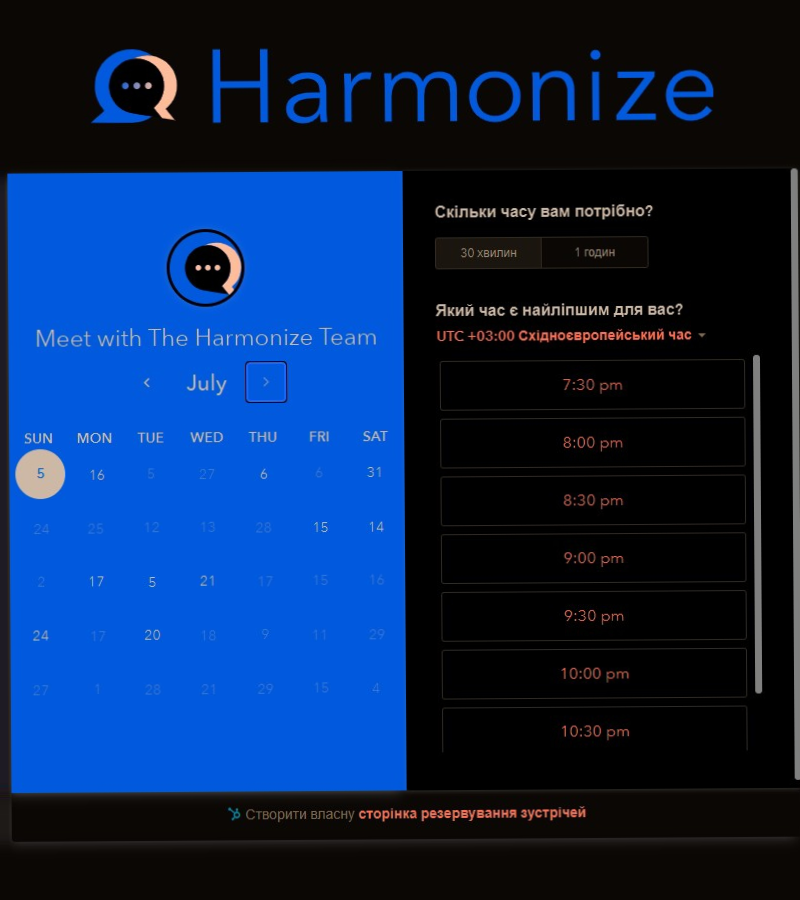 Harmonize
Meet with The Harmonize Team
July
SUN MON TUE WED THU FRI SAT
5 16 5 27 6 6 31
24 25 12 13 28 15 14
2 17 5 21 17 15 16
24 17 20 18 9 11 29
27 1 28 21 29 15 4
Скільки часу вам потрібно?
30 хвилин 1 годин
Який час є найліпшим для вас?
UTC +03:00 Східноєвропейський час
7:30 pm
8:00 pm
8:30 pm
9:00 pm
9:30 pm
10:00 pm
10:30 pm
Створити власну сторінка резервування зустрічей